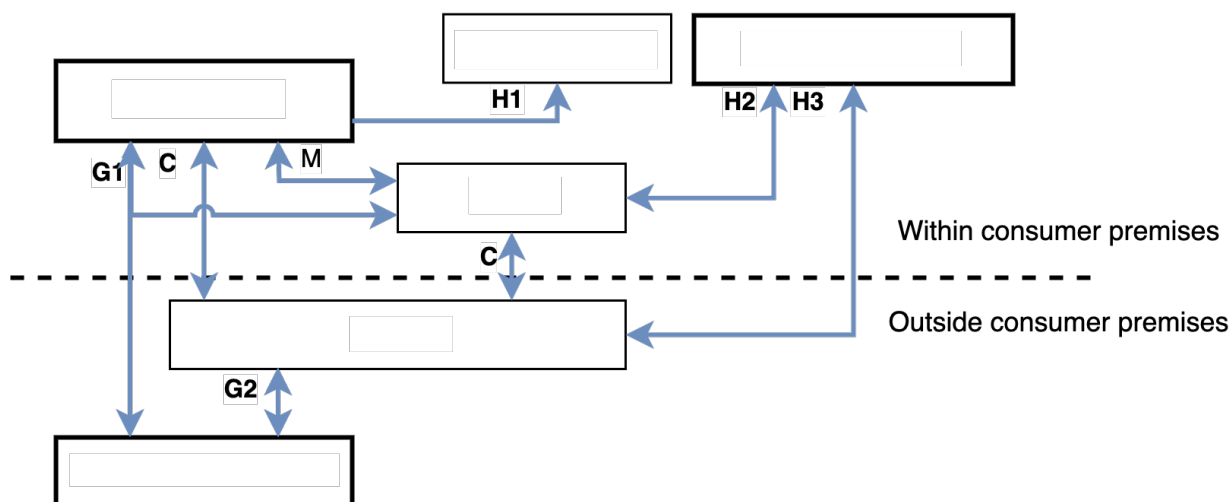 H1
H2
H3
G1
C
M
Within consumer premises
C
Outside consumer premises
G2